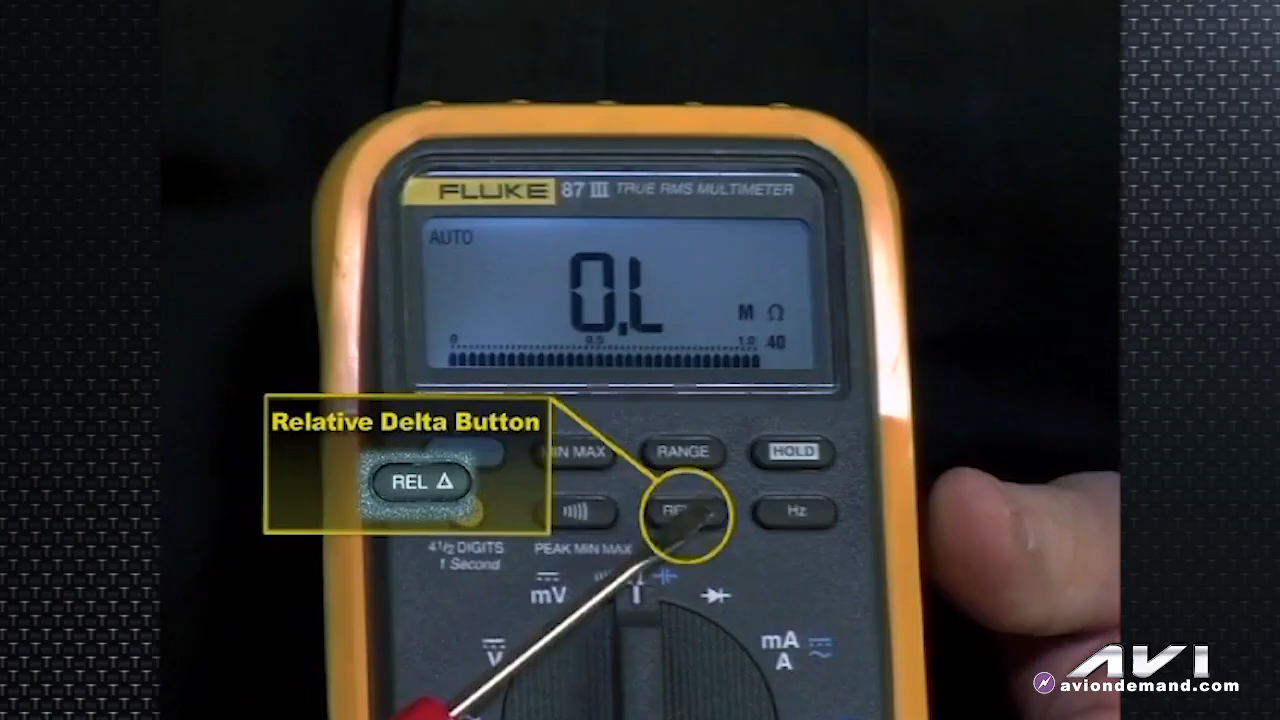 FLUKE 87 III TRUE RMS MULTIMETER
AUTO
0.L
M Ω
0 0.5 1.0 40
Relative Delta Button
REL Δ
MIN MAX
RANGE
HOLD
Hz
4½ DIGITS
1 Second
PEAK MIN MAX
mV
V
mA
A
AVI
aviondemand.com